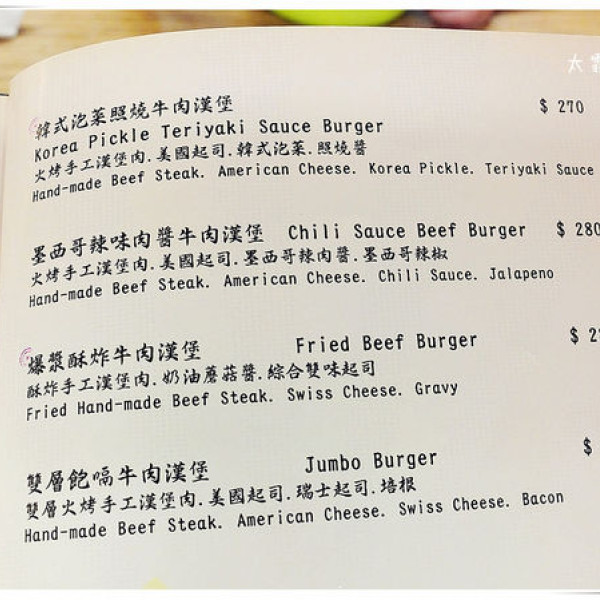 韓式泡菜照燒牛肉漢堡 $ 270
Korea Pickle Teriyaki Sauce Burger
火烤手工漢堡肉.美國起司.韓式泡菜.照燒醬
Hand-made Beef Steak. American Cheese. Korea Pickle. Teriyaki Sauce
墨西哥辣味肉醬牛肉漢堡 Chili Sauce Beef Burger $ 280
火烤手工漢堡肉.美國起司.墨西哥辣肉醬.墨西哥辣椒
Hand-made Beef Steak. American Cheese. Chili Sauce. Jalapeno
爆漿酥炸牛肉漢堡 Fried Beef Burger $
酥炸手工漢堡肉.奶油蘑菇醬.綜合雙味起司
Fried Hand-made Beef Steak. Swiss Cheese. Gravy
雙層飽嗝牛肉漢堡 Jumbo Burger $
雙層火烤手工漢堡肉.美國起司.瑞士起司.培根
Hand-made Beef Steak. American Cheese. Swiss Cheese. Bacon